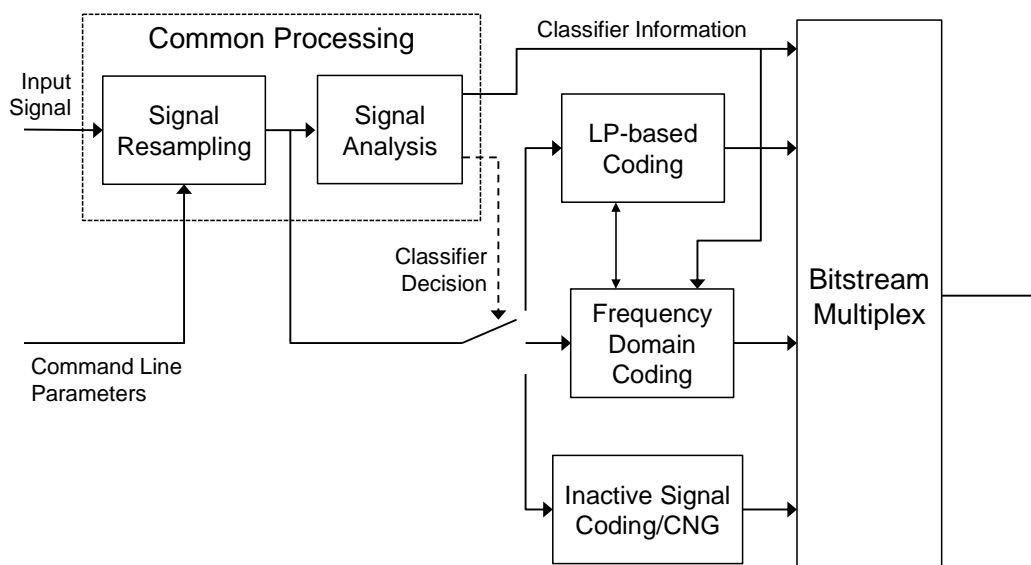 Common Processing
Classifier Information
Input
Signal
Signal
Resampling
Signal
Analysis
LP-based
Coding
Classifier
Decision
Bitstream
Multiplex
Frequency
Domain
Coding
Command Line
Parameters
Inactive Signal
Coding/CNG